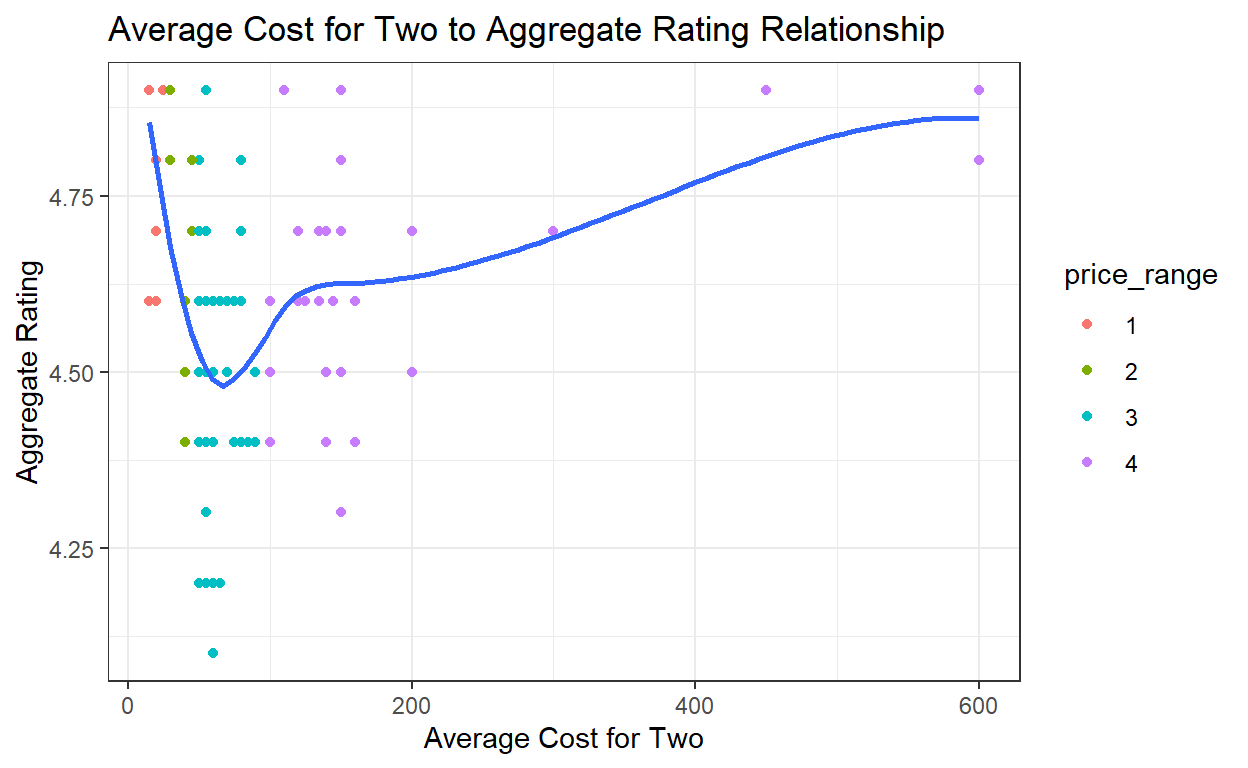 Average Cost for Two to Aggregate Rating Relationship
4.75
4.50
4.25
Aggregate Rating
0 200 400 600
Average Cost for Two
price_range
1
2
3
4